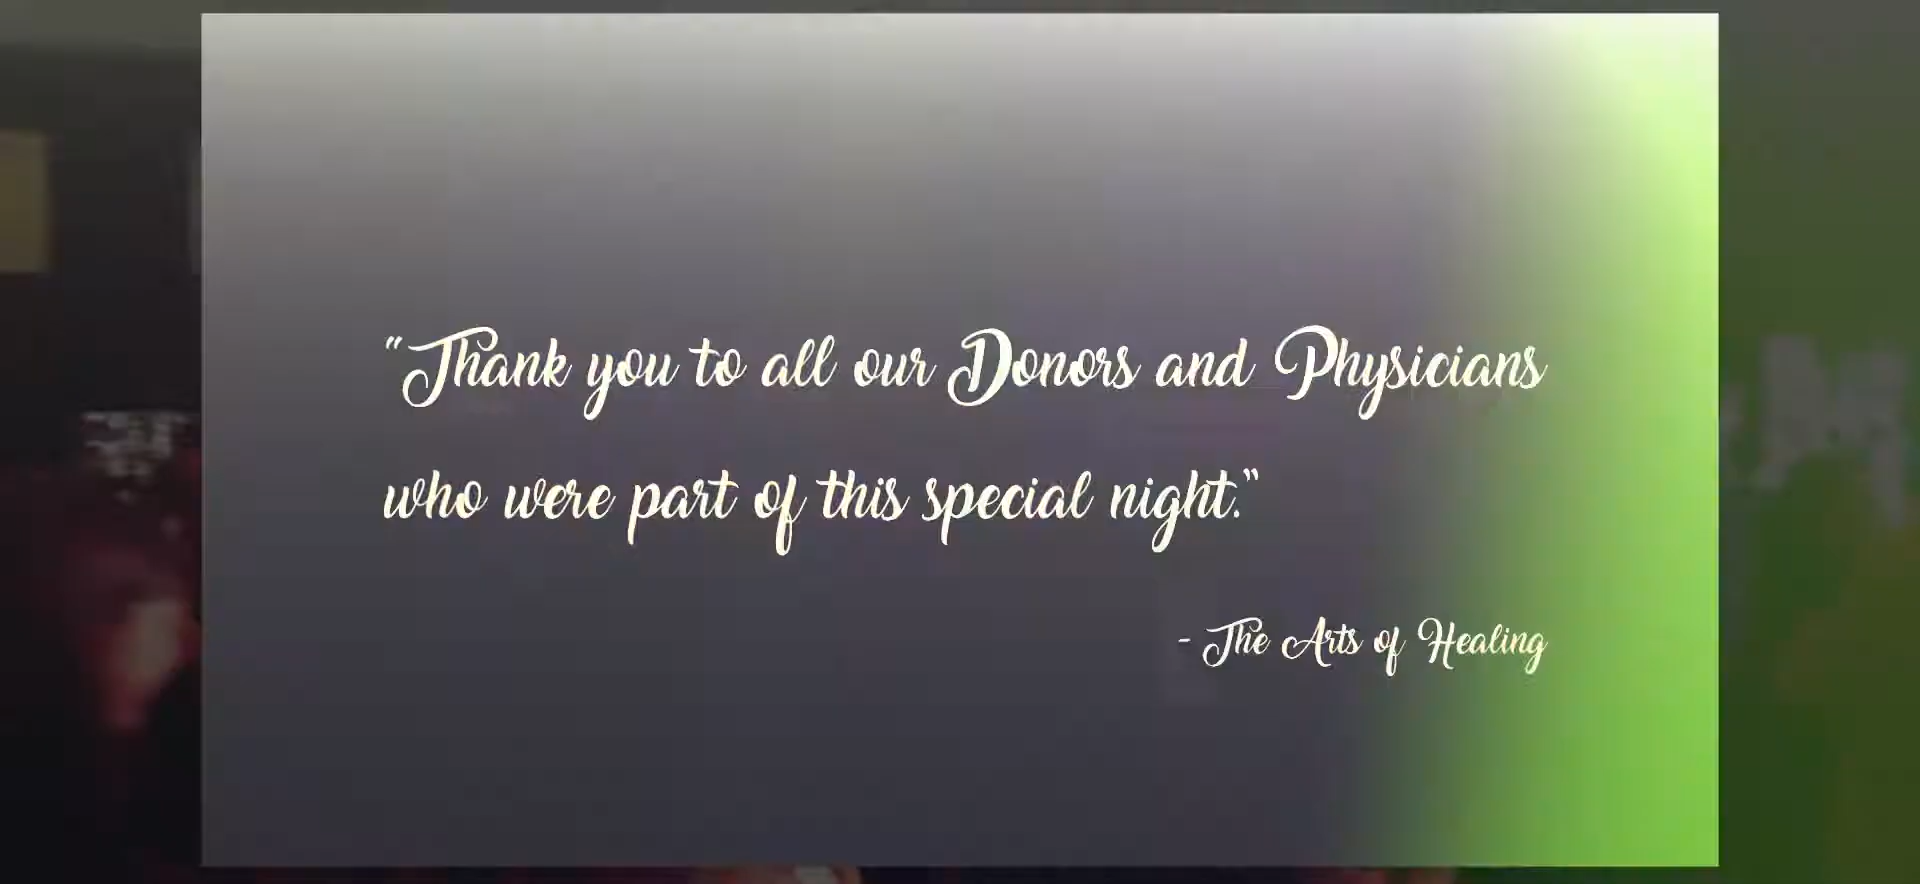 "Thank you to all our Donors and Physicians
who were part of this special night."
- The Arts of Healing